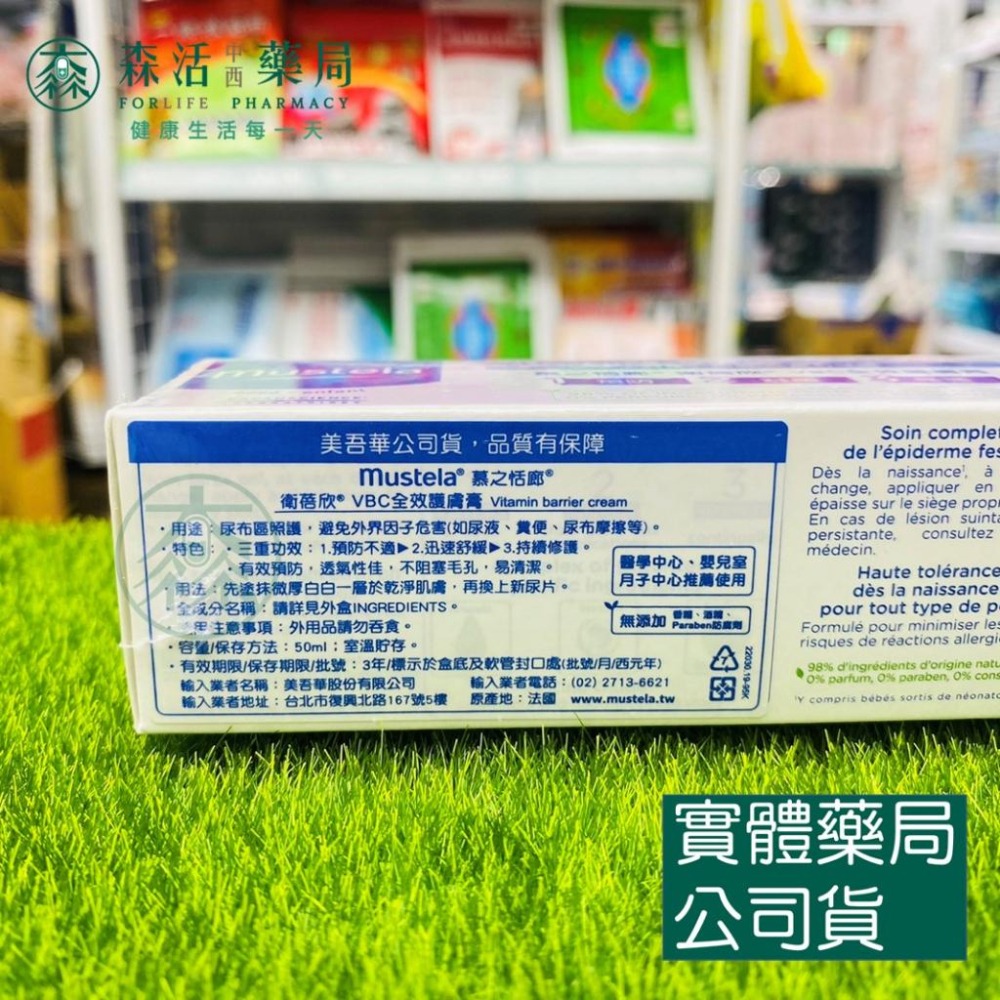 森活中西藥局
FORLIFE PHARMACY
健康生活每一天
mustela
美吾華公司貨，品質有保障
mustela® 慕之恬廊®
衛蓓欣® VBC全效護膚膏 Vitamin barrier cream
・用途：尿布區照護，避免外界因子危害(如尿液、糞便、尿布摩擦等)。
・特色：・三重功效：1.預防不適▶2.迅速舒緩▶3.持續修護。
・有效預防，透氣性佳，不阻塞毛孔，易清潔。
・用法：先塗抹微厚白白一層於乾淨肌膚，再換上新尿片。
・全成分名稱：請詳見外盒INGREDIENTS。
・使用注意事項：外用品請勿吞食。
・容量/保存方法：50ml；室溫貯存。
・有效期限/保存期限/批號：3年/標示於盒底及軟管封口處(批號/月/西元年)
輸入業者名稱：美吾華股份有限公司 輸入業者電話：(02) 2713-6621
輸入業者地址：台北市復興北路167號5樓 原產地：法國 www.mustela.tw
醫學中心、嬰兒室
月子中心推薦使用
無添加 香精、酒精、
Paraben防腐劑
7
22030 19-95K
Soin complet
de l'épiderme fes
Dès la naissance¹, à
change, appliquer en
épaisse sur le siège propr
En cas de lésion suinta
persistante, consultez
médecin.
Haute tolérance
dès la naissance
pour tout type de p
Formulé pour minimiser les
risques de réactions allergi
98% d'ingrédients d'origine natu
0% parfum, 0% paraben, 0% cons
¹Y compris bébés sortis de néonato
實體藥局
公司貨